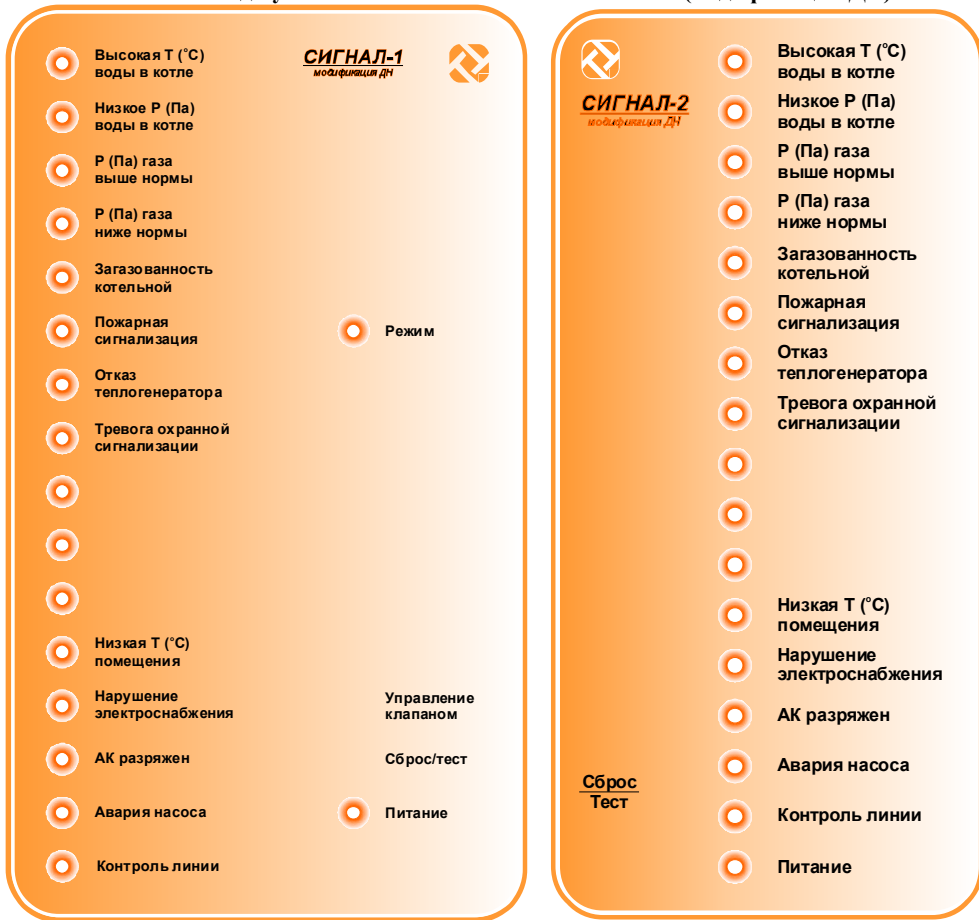 Высокая Т (°С)
воды в котле
Низкое Р (Па)
воды в котле
Р (Па) газа
выше нормы
Р (Па) газа
ниже нормы
Загазованность
котельной
Пожарная
сигнализация
Отказ
теплогенератора
Тревога охранной
сигнализации
Низкая Т (°С)
помещения
Нарушение
электроснабжения
АК разряжен
Авария насоса
Контроль линии
СИГНАЛ-1
модификация ДН
Режим
Управление
клапаном
Сброс/тест
Питание
СИГНАЛ-2
модификация ДН
Сброс
Тест
Высокая Т (°С)
воды в котле
Низкое Р (Па)
воды в котле
Р (Па) газа
выше нормы
Р (Па) газа
ниже нормы
Загазованность
котельной
Пожарная
сигнализация
Отказ
теплогенератора
Тревога охранной
сигнализации
Низкая Т (°С)
помещения
Нарушение
электроснабжения
АК разряжен
Авария насоса
Контроль линии
Питание